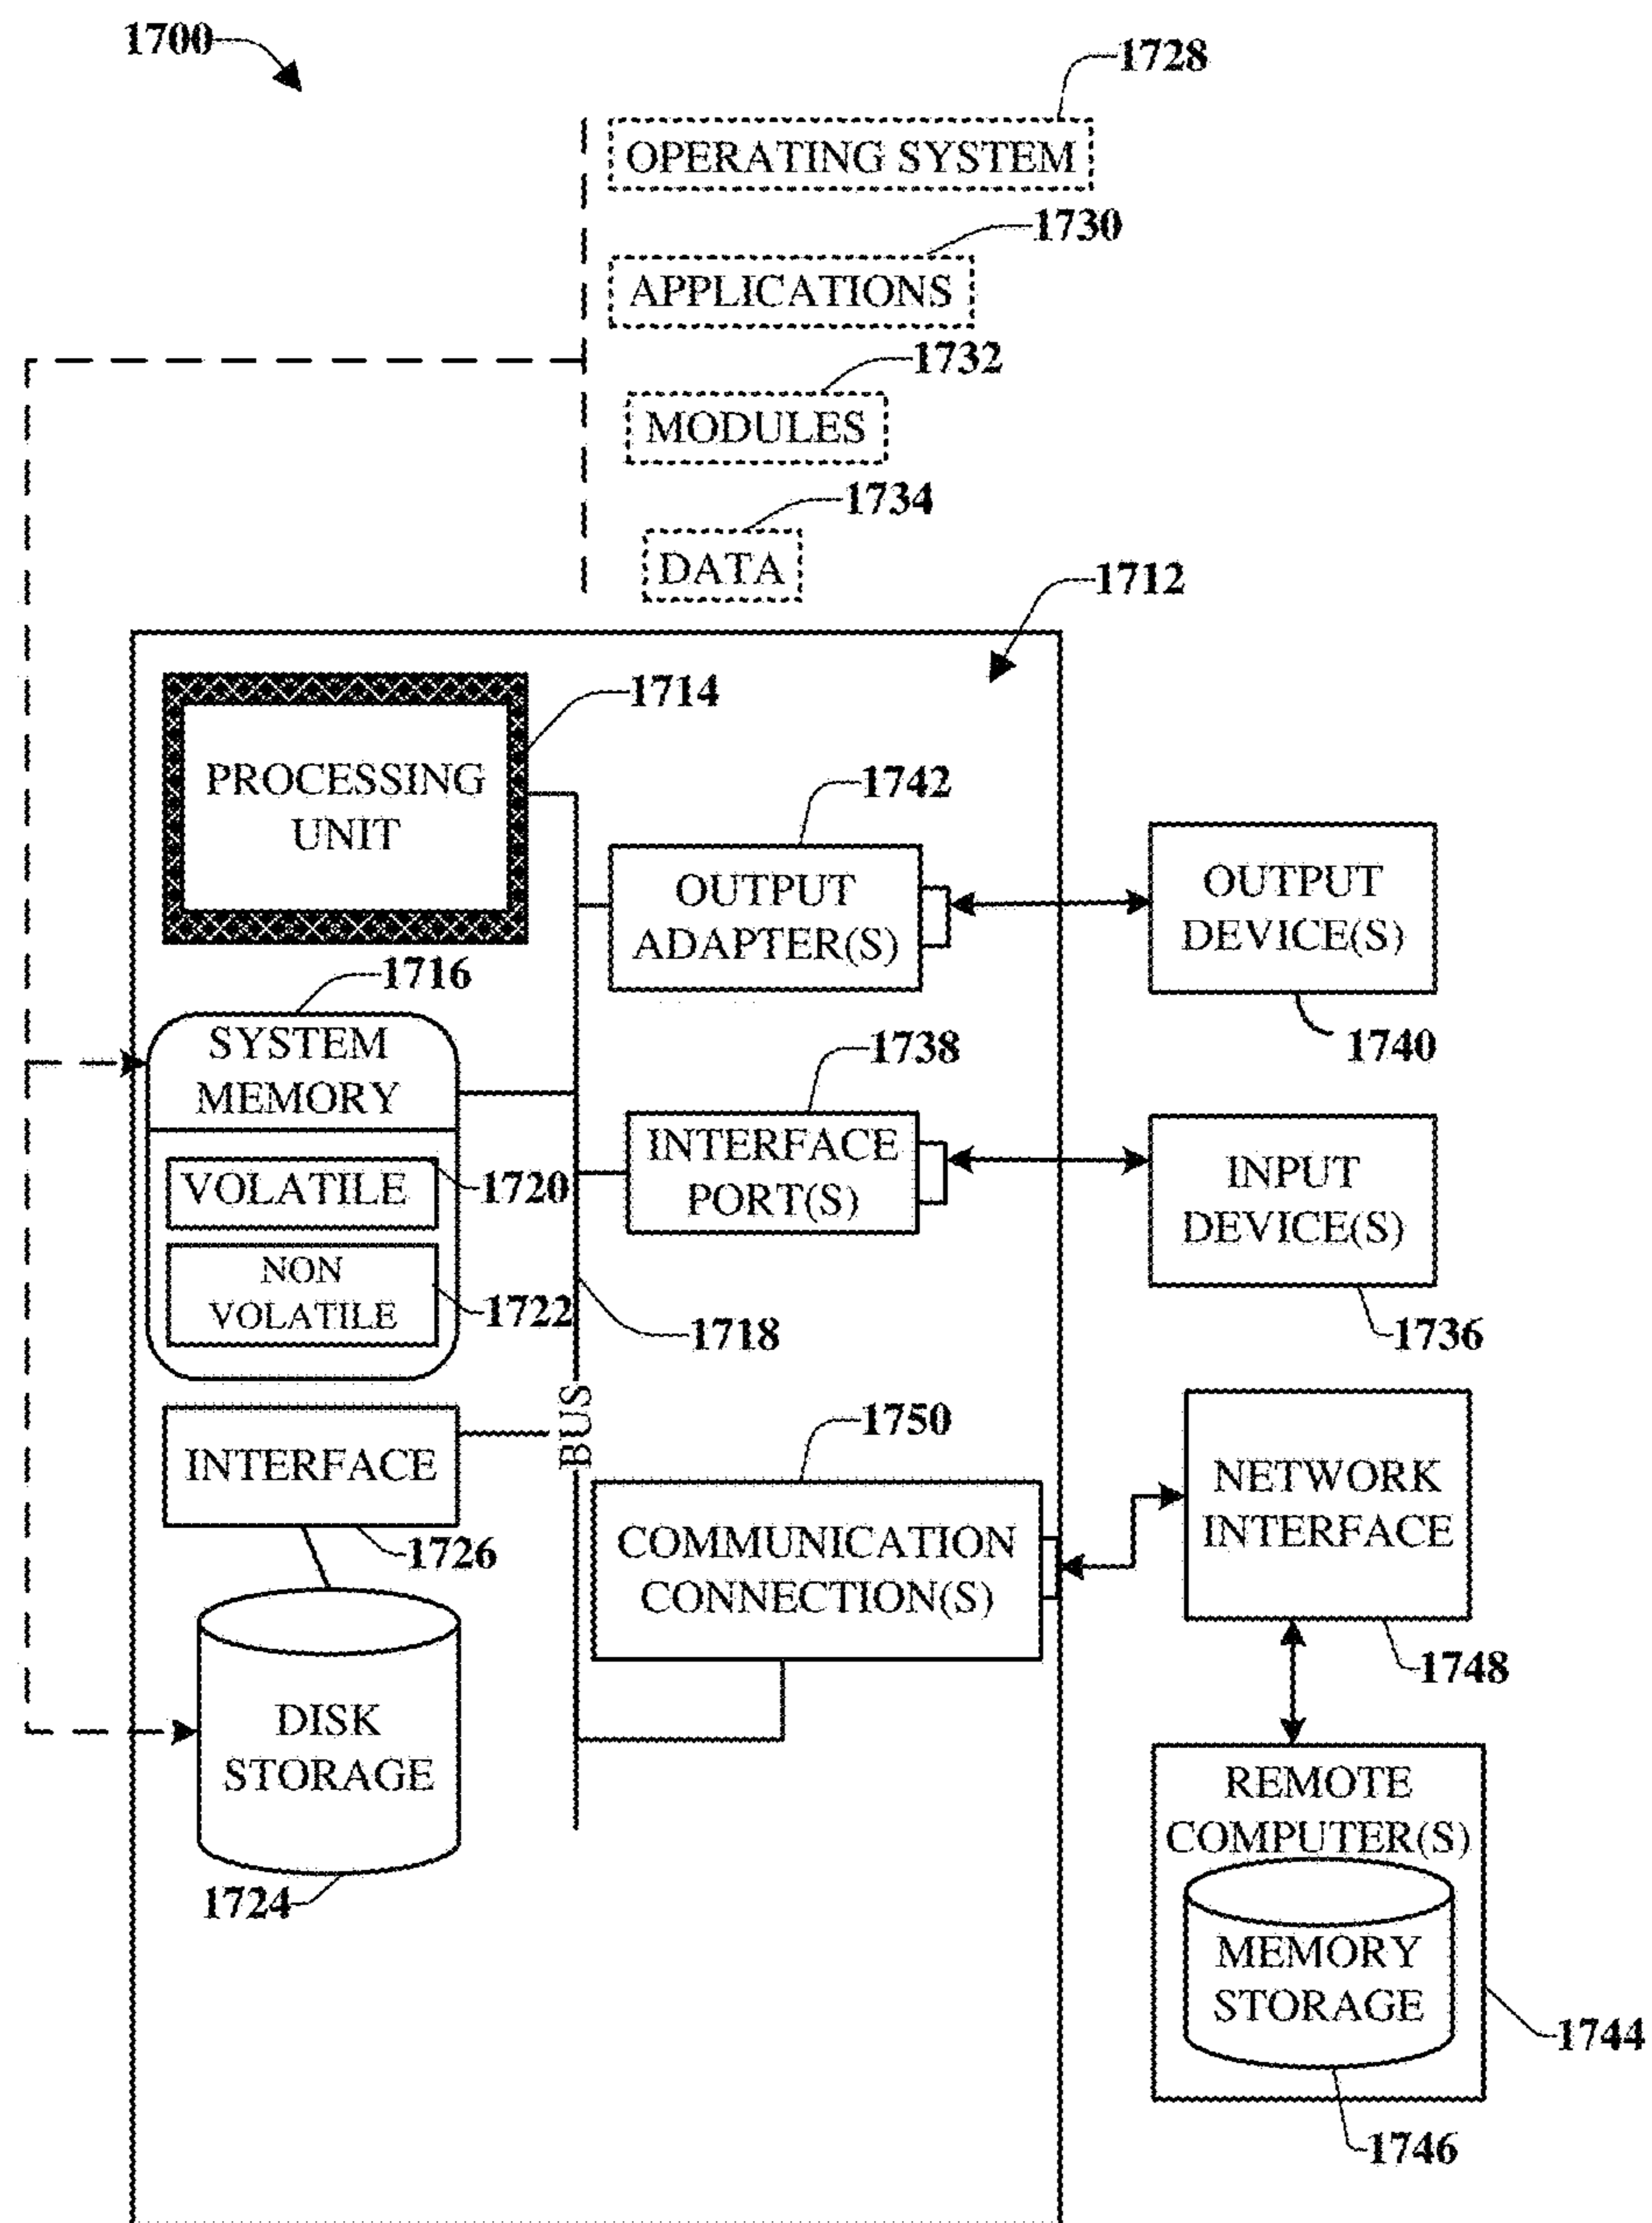 1700
1728
OPERATING SYSTEM
1730
APPLICATIONS
1732
MODULES
1734
DATA
1712
1714
PROCESSING
UNIT
1742
OUTPUT
ADAPTER(S)
OUTPUT
DEVICE(S)
1740
1716
SYSTEM
MEMORY
VOLATILE
1720
NON
VOLATILE
1722
1738
INTERFACE
PORT(S)
INPUT
DEVICE(S)
1736
1718
BUS
INTERFACE
1726
1750
COMMUNICATION
CONNECTION(S)
NETWORK
INTERFACE
1748
DISK
STORAGE
1724
REMOTE
COMPUTER(S)
MEMORY
STORAGE
1744
1746